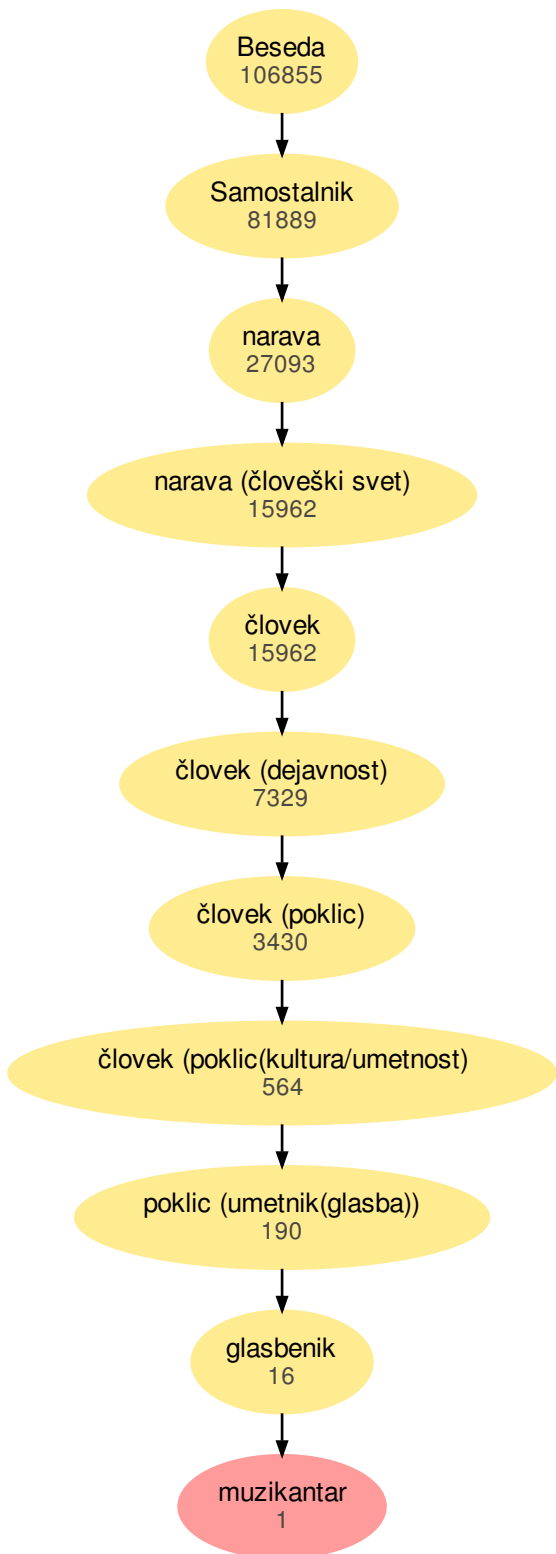 Beseda
106855
Samostalnik
81889
narava
27093
narava (človeški svet)
15962
človek
15962
človek (dejavnost)
7329
človek (poklic)
3430
človek (poklic(kultura/umetnost)
564
poklic (umetnik(glasba))
190
glasbenik
16
muzikantar
1